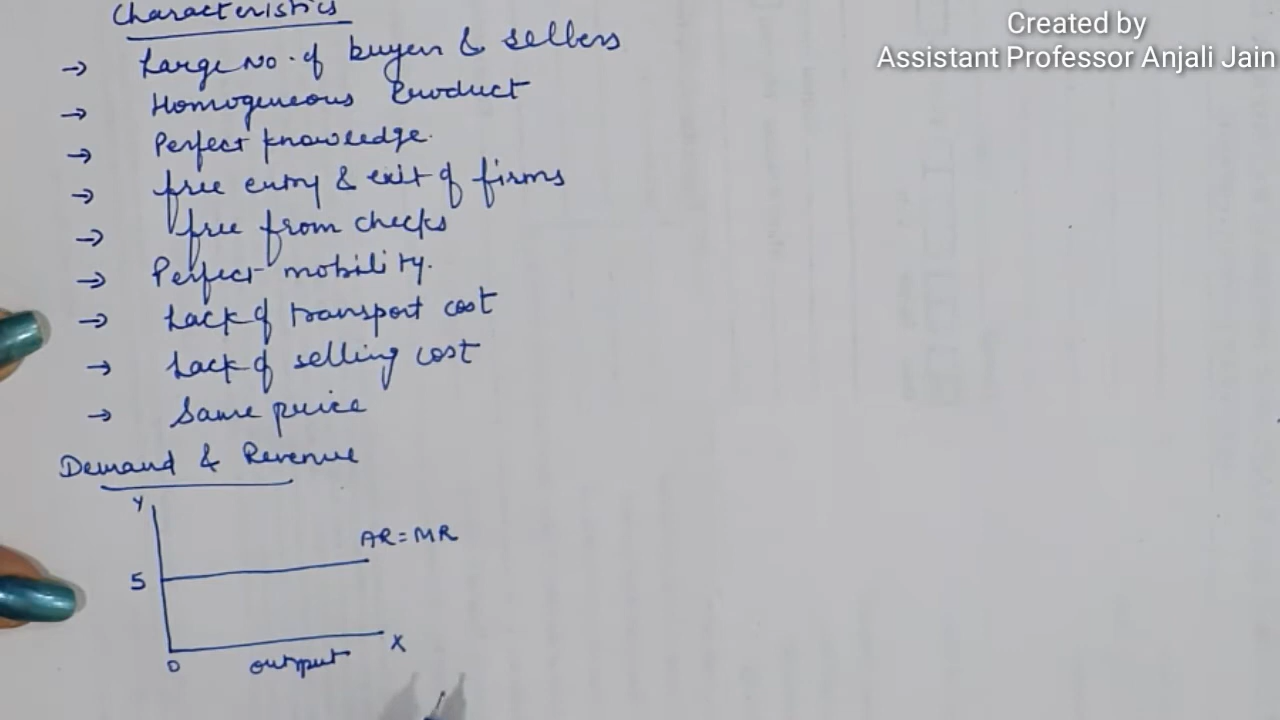 Characteristics
Created by
Assistant Professor Anjali Jain
→ Large No. of buyers & sellers
→ Homogeneous Product
→ Perfect knowledge.
→ free entry & exit of firms
→ free from checks
→ Perfect mobility.
→ Lack of transport cost
→ Lack of selling cost
→ Same price
Demand & Revenue
Y
AR = MR
5
X
0
output